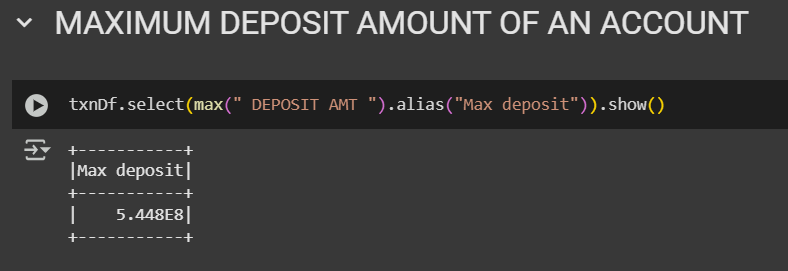 MAXIMUM DEPOSIT AMOUNT OF AN ACCOUNT
txnDf.select(max(" DEPOSIT AMT ").alias("Max deposit")).show()
+-----------+
|Max deposit|
+-----------+
|    5.448E8|
+-----------+